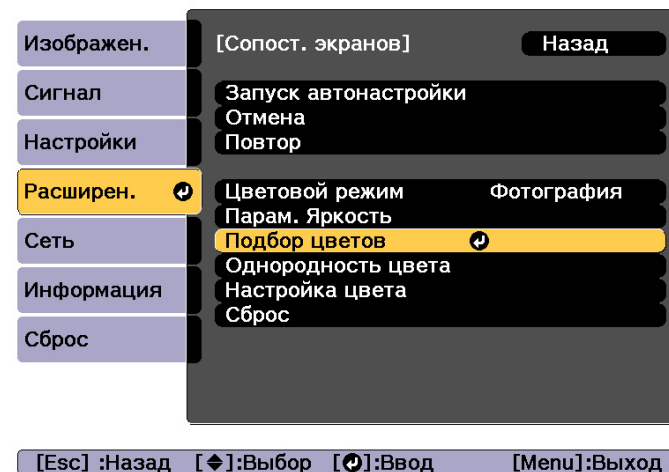 Изображен.
Сигнал
Настройки
Расширен.
Сеть
Информация
Сброс
[Сопост. экранов] Назад
Запуск автонастройки
Отмена
Повтор
Цветовой режим Фотография
Парам. Яркость
Подбор цветов
Однородность цвета
Настройка цвета
Сброс
[Esc] :Назад [◆]:Выбор [↵]:Ввод [Menu]:Выход